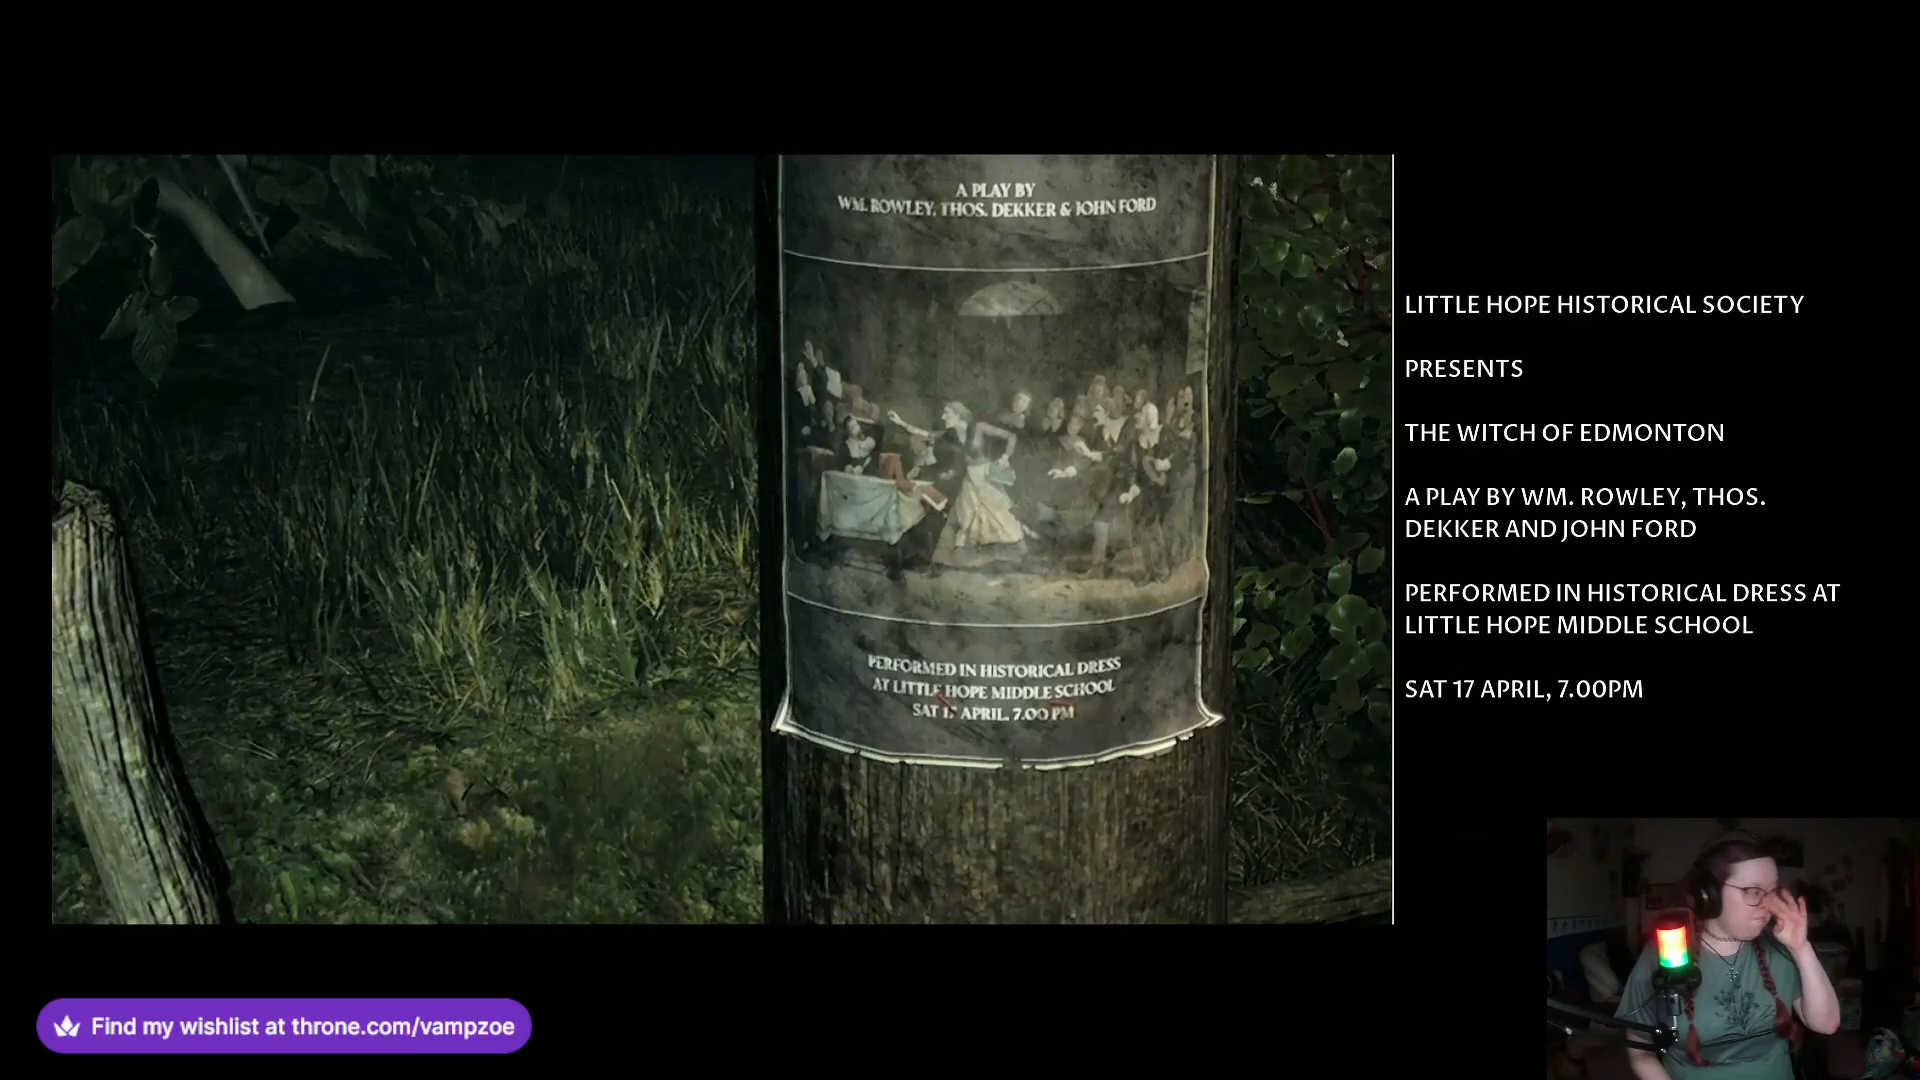 A PLAY BY
WM. ROWLEY, THOS. DEKKER & JOHN FORD
PERFORMED IN HISTORICAL DRESS
AT LITTLE HOPE MIDDLE SCHOOL
SAT 17 APRIL, 7.00 PM
LITTLE HOPE HISTORICAL SOCIETY
PRESENTS
THE WITCH OF EDMONTON
A PLAY BY WM. ROWLEY, THOS.
DEKKER AND JOHN FORD
PERFORMED IN HISTORICAL DRESS AT
LITTLE HOPE MIDDLE SCHOOL
SAT 17 APRIL, 7.00PM
Find my wishlist at throne.com/vampzoe